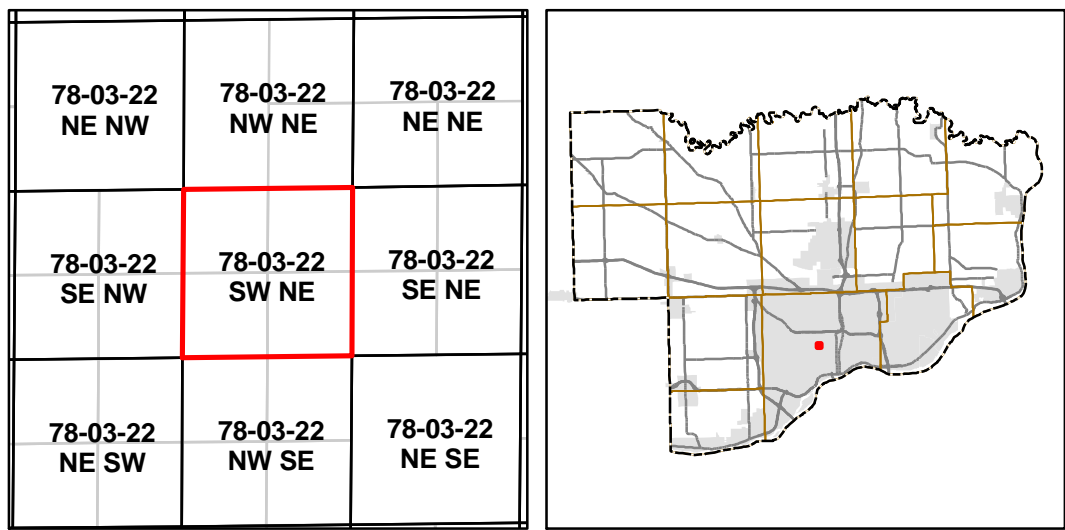 78-03-22
NE NW
78-03-22
NW NE
78-03-22
NE NE
78-03-22
SE NW
78-03-22
SW NE
78-03-22
SE NE
78-03-22
NE SW
78-03-22
NW SE
78-03-22
NE SE